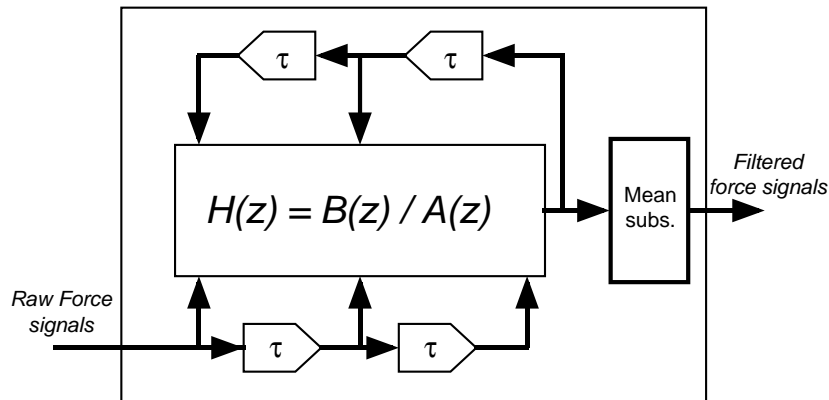 τ
τ
H(z) = B(z) / A(z)
Mean
subs.
Filtered
force signals
Raw Force
signals
τ
τ